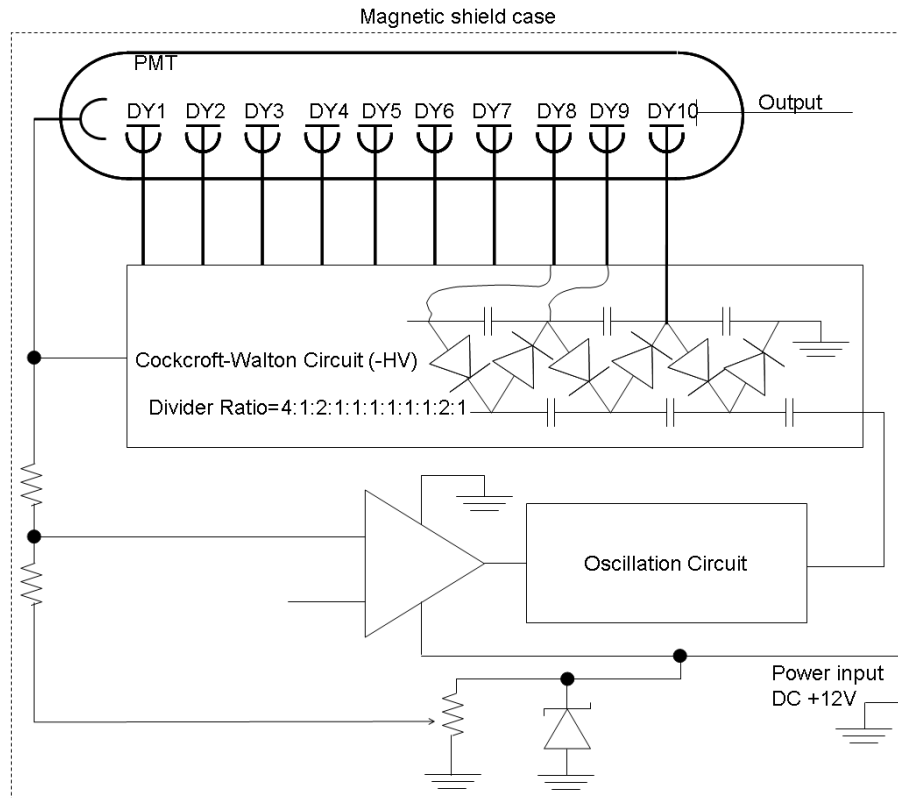 Magnetic shield case
PMT
DY1 DY2 DY3 DY4 DY5 DY6 DY7 DY8 DY9 DY10
Output
Cockcroft-Walton Circuit (-HV)
Divider Ratio=4:1:2:1:1:1:1:1:1:2:1
Oscillation Circuit
Power input
DC +12V